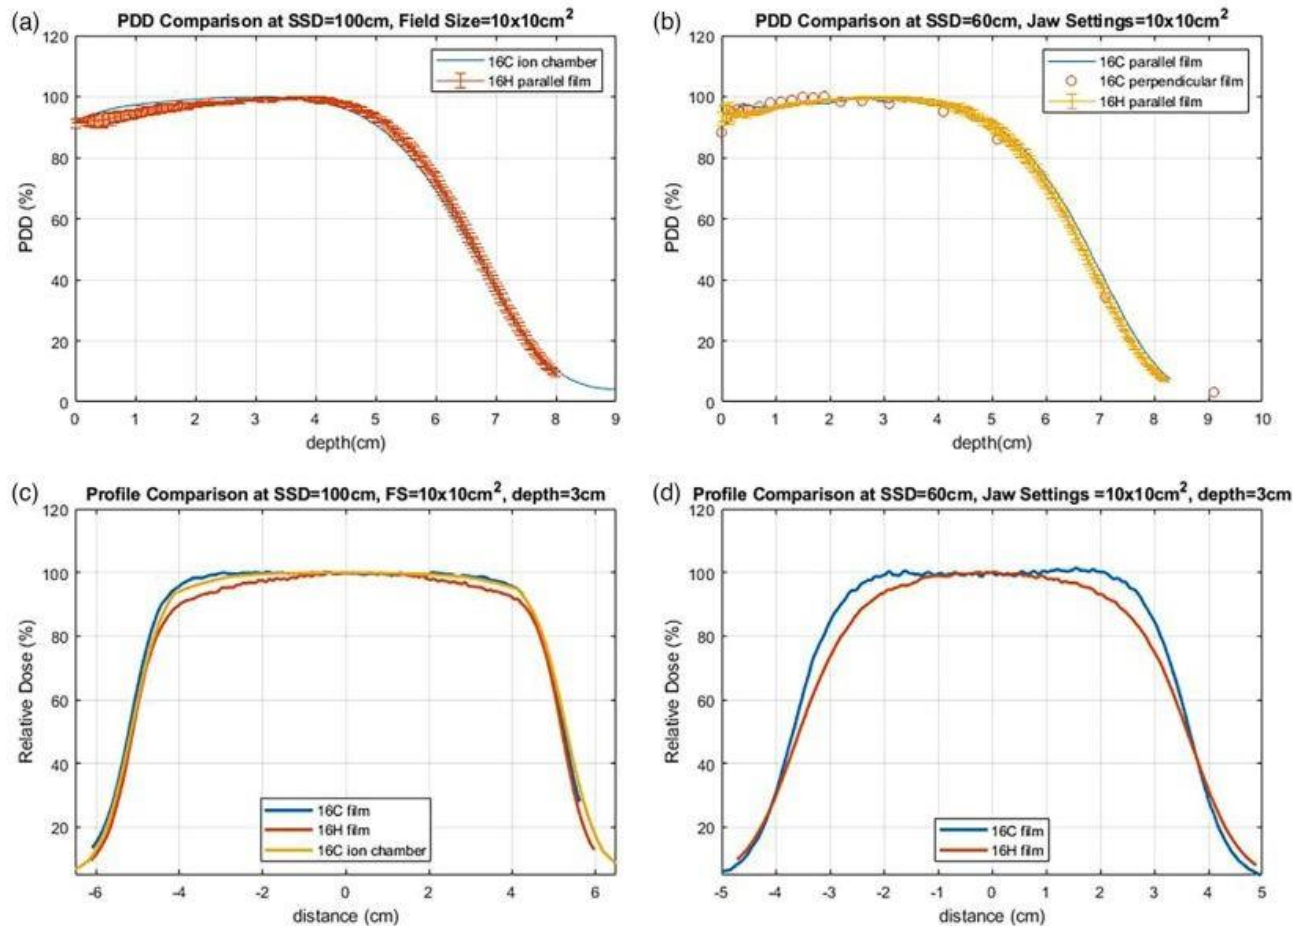 (a)
PDD Comparison at SSD=100cm, Field Size=10x10cm²
120
100
80
60
40
20
0
PDD (%)
16C ion chamber
16H parallel film
0 1 2 3 4 5 6 7 8 9
depth(cm)
(b)
PDD Comparison at SSD=60cm, Jaw Settings=10x10cm²
120
100
80
60
40
20
0
PDD (%)
16C parallel film
16C perpendicular film
16H parallel film
0 1 2 3 4 5 6 7 8 9 10
depth(cm)
(c)
Profile Comparison at SSD=100cm, FS=10x10cm², depth=3cm
120
100
80
60
40
20
Relative Dose (%)
16C film
16H film
16C ion chamber
-6 -4 -2 0 2 4 6
distance (cm)
(d)
Profile Comparison at SSD=60cm, Jaw Settings =10x10cm², depth=3cm
120
100
80
60
40
20
Relative Dose (%)
16C film
16H film
-5 -4 -3 -2 -1 0 1 2 3 4 5
distance (cm)